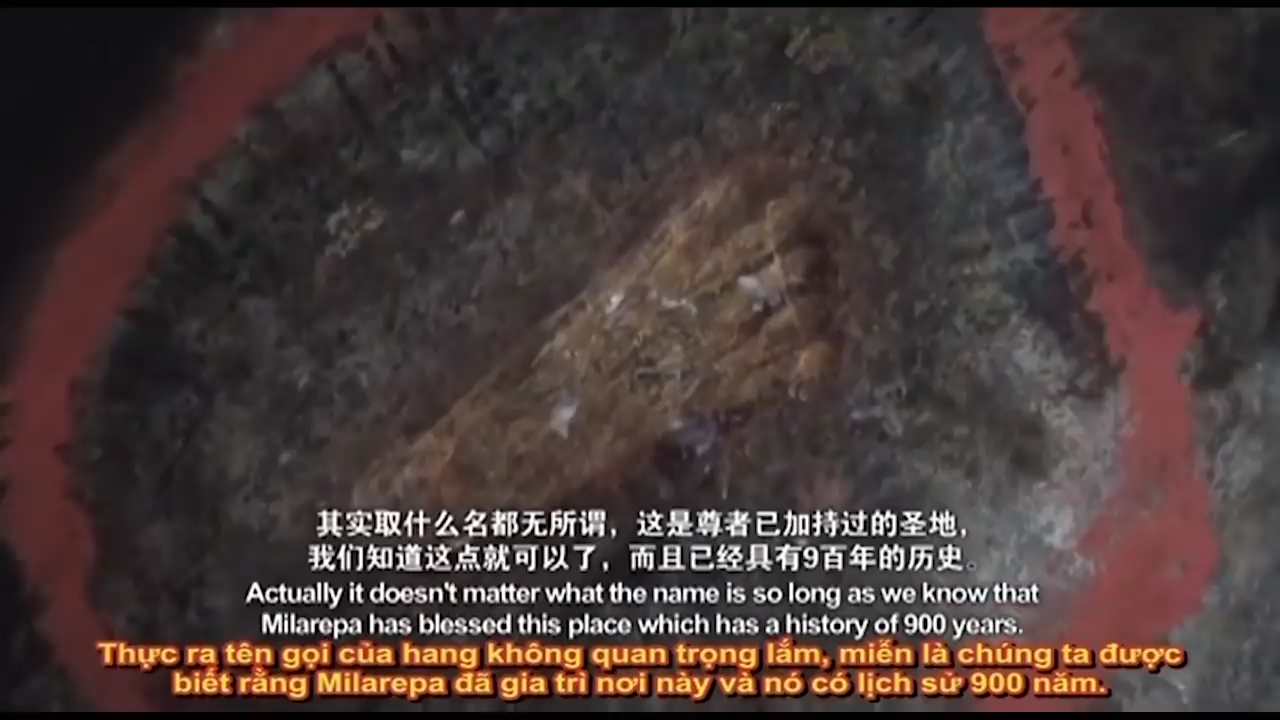 其实取什么名都无所谓，这是尊者已加持过的圣地，
我们知道这点就可以了，而且已经具有9百年的历史。
Actually it doesn't matter what the name is so long as we know that
Milarepa has blessed this place which has a history of 900 years.
Thực ra tên gọi của hang không quan trọng lắm, miễn là chúng ta được
biết rằng Milarepa đã gia trì nơi này và nó có lịch sử 900 năm.